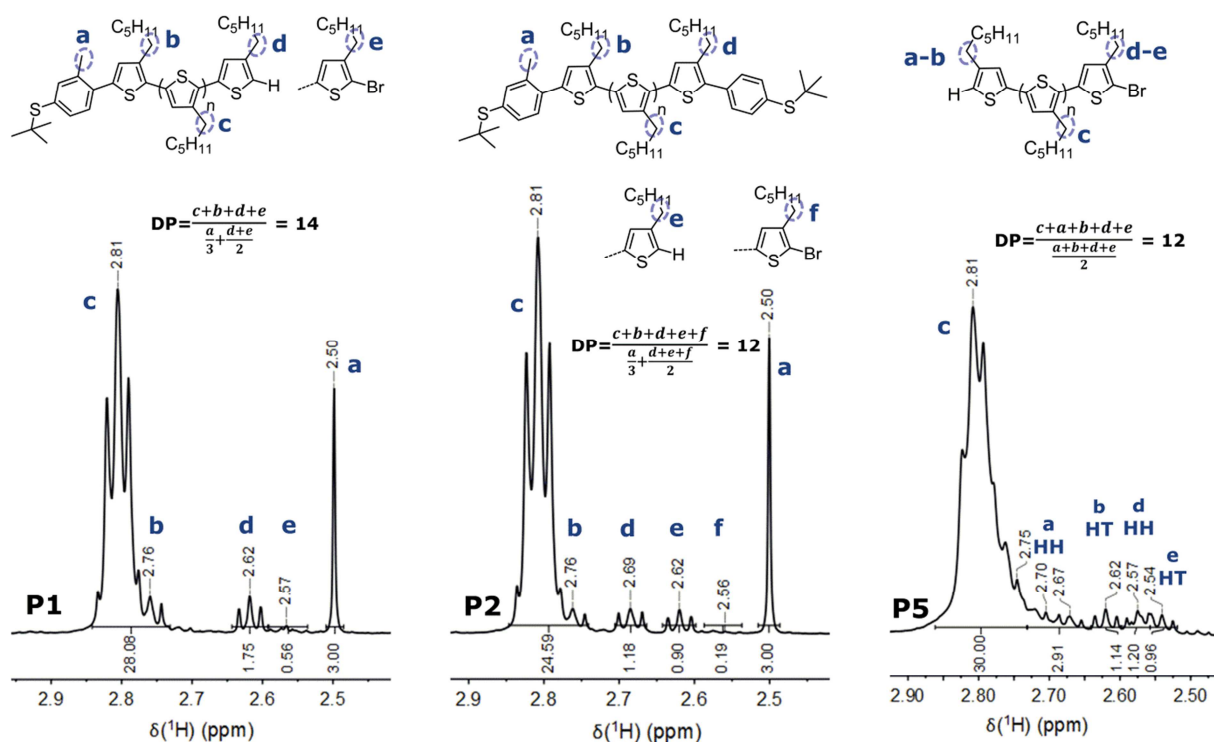 a
C₅H₁₁
b
C₅H₁₁
d
C₅H₁₁
e
S
S
S
S
H
S
Br
S
n
c
C₅H₁₁
DP=(c+b+d+e)/(a/3+(d+e)/2) = 14
c
2.81
b
2.76
d
2.62
e
2.57
2.50
a
P1
28.08
1.75
0.56
3.00
2.9 2.8 2.7 2.6 2.5
δ(¹H) (ppm)
a
C₅H₁₁
b
C₅H₁₁
d
S
S
S
S
S
n
c
C₅H₁₁
C₅H₁₁
e
S
H
C₅H₁₁
f
S
Br
DP=(c+b+d+e+f)/(a/3+(d+e+f)/2) = 12
c
2.81
b
2.76
d
2.69
e
2.62
f
2.56
2.50
a
P2
24.59
1.18
0.90
0.19
3.00
2.9 2.8 2.7 2.6 2.5
δ(¹H) (ppm)
C₅H₁₁
a-b
C₅H₁₁
d-e
H
S
S
S
Br
n
c
C₅H₁₁
DP=(c+a+b+d+e)/((a+b+d+e)/2) = 12
2.81
c
2.75
a
HH
2.70
2.67
b
HT
2.62
d
HH
2.57
2.54
e
HT
P5
30.00
2.91
1.14
1.20
0.96
2.90 2.80 2.70 2.60 2.50
δ(¹H) (ppm)